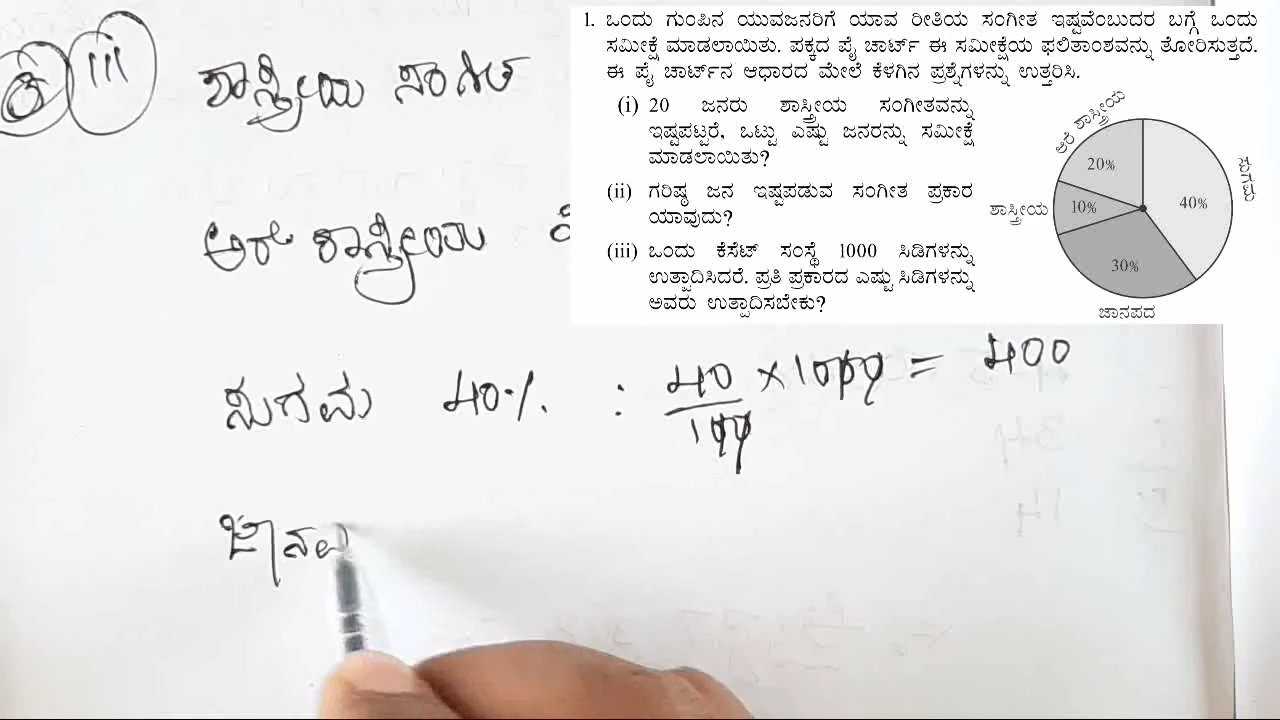 iii ಶಾಸ್ತ್ರೀಯ ಸಂಗೀತ
ಅರೆ ಶಾಸ್ತ್ರೀಯ
ಸುಗಮ 40% : 40/100 × 1000 = 400
ಜಾನಪ
1. ಒಂದು ಗುಂಪಿನ ಯುವಜನರಿಗೆ ಯಾವ ರೀತಿಯ ಸಂಗೀತ ಇಷ್ಟವೆಂಬುದರ ಬಗ್ಗೆ ಒಂದು
ಸಮೀಕ್ಷೆ ಮಾಡಲಾಯಿತು. ಪಕ್ಕದ ಪೈ ಚಾರ್ಟ್ ಈ ಸಮೀಕ್ಷೆಯ ಫಲಿತಾಂಶವನ್ನು ತೋರಿಸುತ್ತದೆ.
ಈ ಪೈ ಚಾರ್ಟ್‌ನ ಆಧಾರದ ಮೇಲೆ ಕೆಳಗಿನ ಪ್ರಶ್ನೆಗಳನ್ನು ಉತ್ತರಿಸಿ.
(i) 20 ಜನರು ಶಾಸ್ತ್ರೀಯ ಸಂಗೀತವನ್ನು
ಇಷ್ಟಪಟ್ಟರೆ, ಒಟ್ಟು ಎಷ್ಟು ಜನರನ್ನು ಸಮೀಕ್ಷೆ
ಮಾಡಲಾಯಿತು?
(ii) ಗರಿಷ್ಠ ಜನ ಇಷ್ಟಪಡುವ ಸಂಗೀತ ಪ್ರಕಾರ
ಯಾವುದು?
(iii) ಒಂದು ಕೆಸೆಟ್ ಸಂಸ್ಥೆ 1000 ಸಿಡಿಗಳನ್ನು
ಉತ್ಪಾದಿಸಿದರೆ. ಪ್ರತಿ ಪ್ರಕಾರದ ಎಷ್ಟು ಸಿಡಿಗಳನ್ನು
ಅವರು ಉತ್ಪಾದಿಸಬೇಕು?
ಅರೆ ಶಾಸ್ತ್ರೀಯ
20%
ಸುಗಮ
40%
ಶಾಸ್ತ್ರೀಯ
10%
30%
ಜಾನಪದ